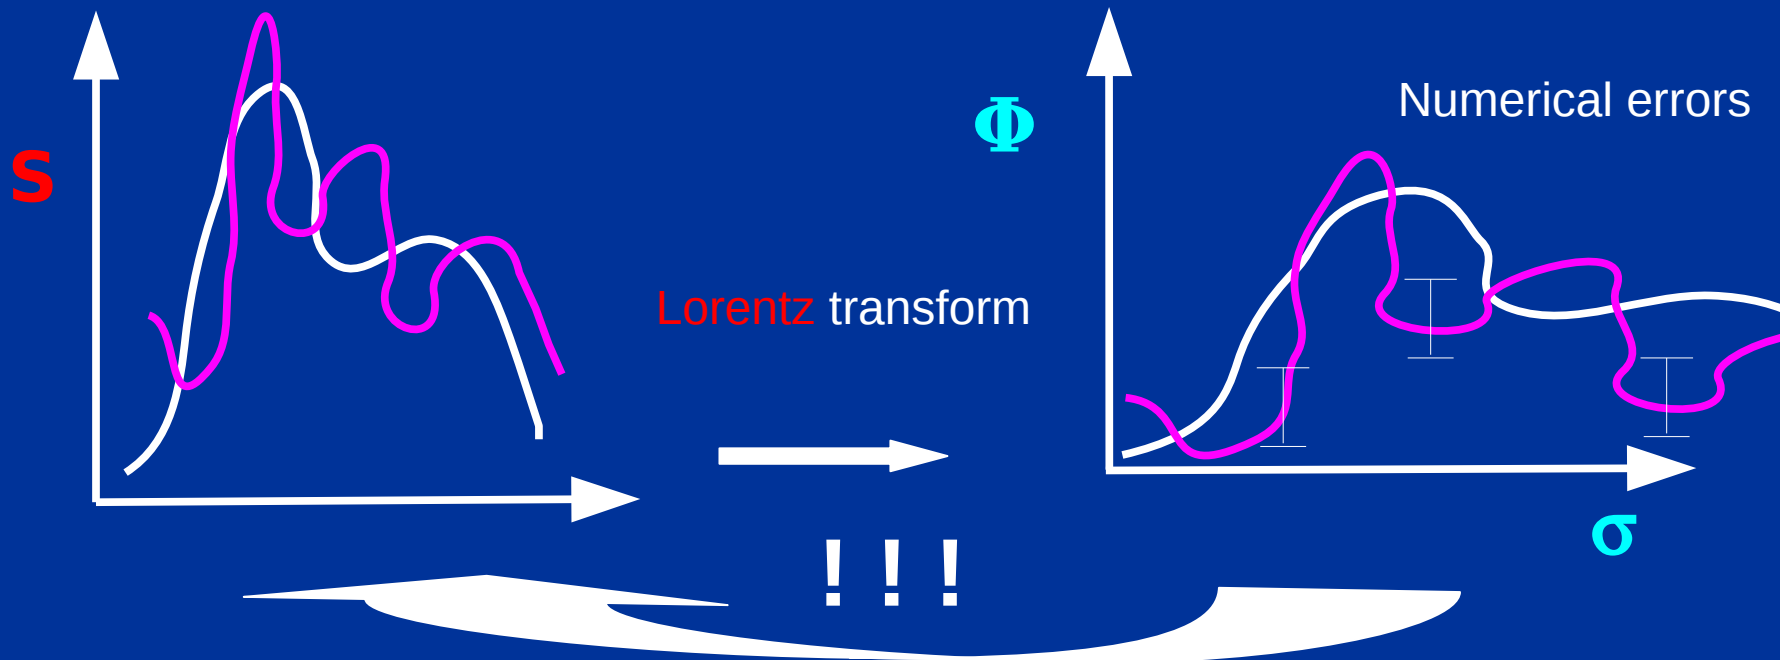 S
Φ
Numerical errors
Lorentz transform
σ
! ! !